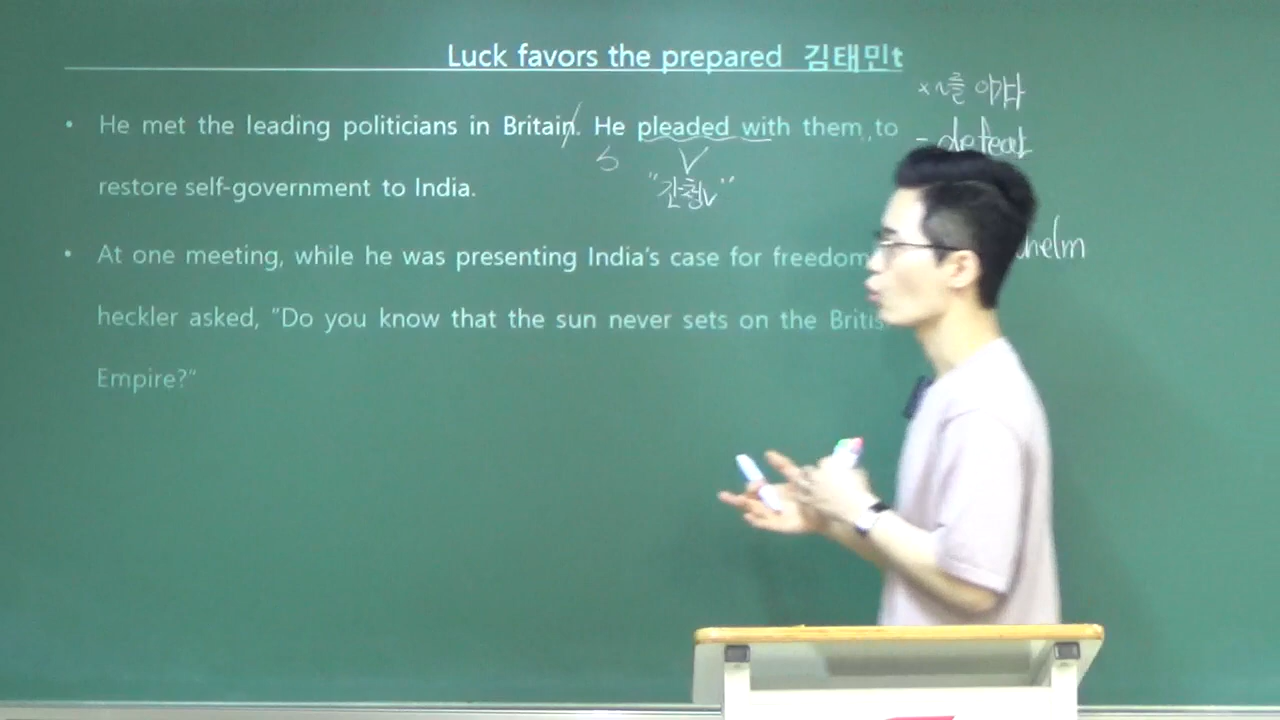 Luck favors the prepared 김태민t
• He met the leading politicians in Britain. He pleaded with them to
restore self-government to India.
"간청"
• At one meeting, while he was presenting India's case for freedom
heckler asked, "Do you know that the sun never sets on the Britis
Empire?"
x ~를 이기다
- defeat
helm